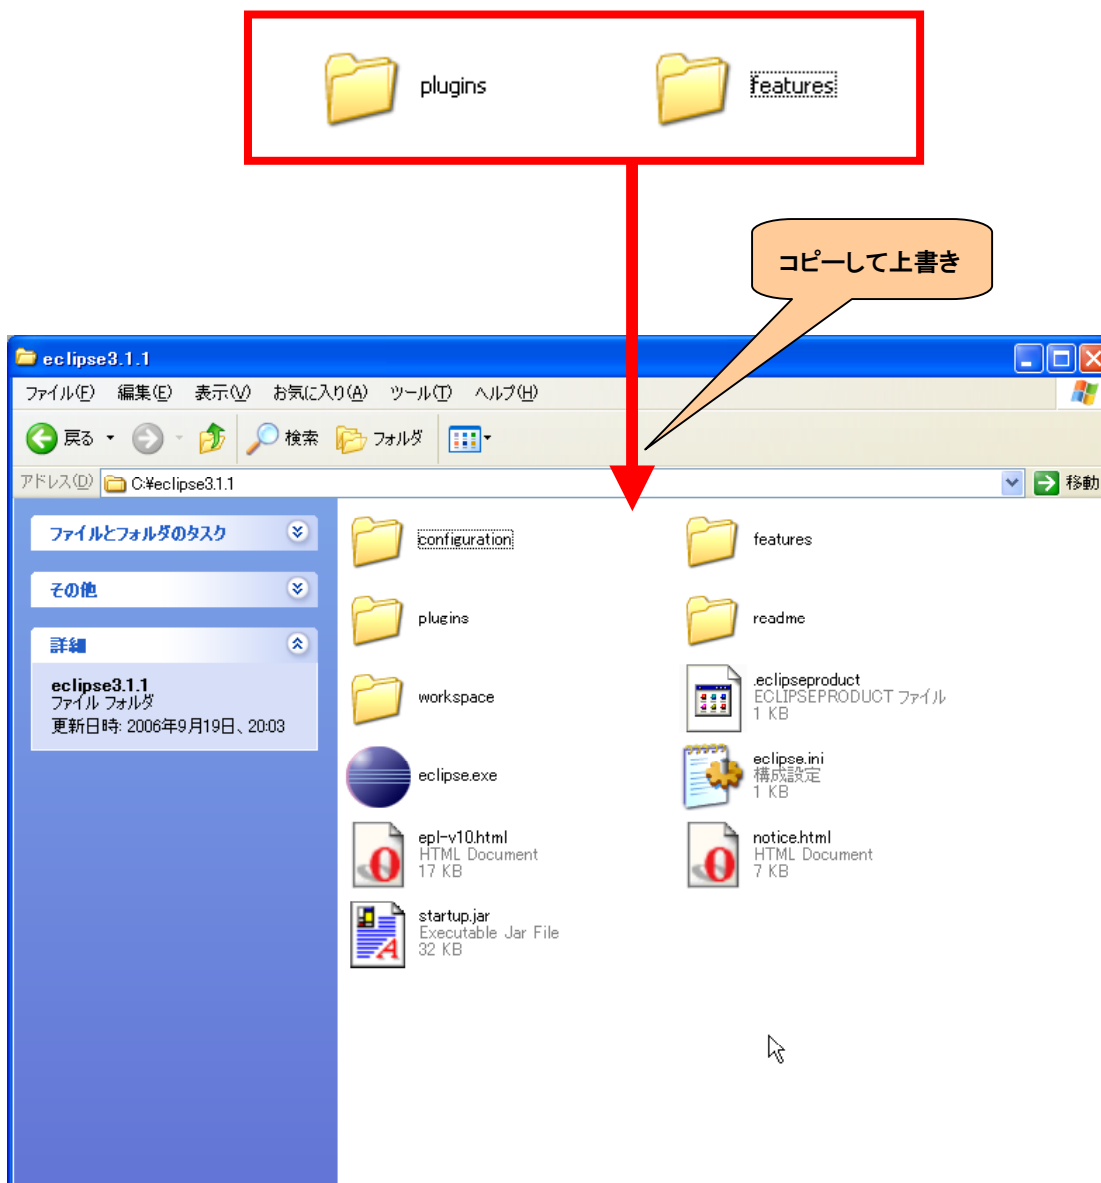 plugins
features
コピーして上書き
eclipse3.1.1
ファイル(F) 編集(E) 表示(V) お気に入り(A) ツール(T) ヘルプ(H)
戻る 検索 フォルダ
アドレス(D) C:¥eclipse3.1.1 移動
ファイルとフォルダのタスク
その他
詳細
eclipse3.1.1
ファイル フォルダ
更新日時: 2006年9月19日、20:03
configuration
features
plugins
readme
workspace
.eclipseproduct
ECLIPSEPRODUCT ファイル
1 KB
eclipse.exe
eclipse.ini
構成設定
1 KB
epl-v10.html
HTML Document
17 KB
notice.html
HTML Document
7 KB
startup.jar
Executable Jar File
32 KB